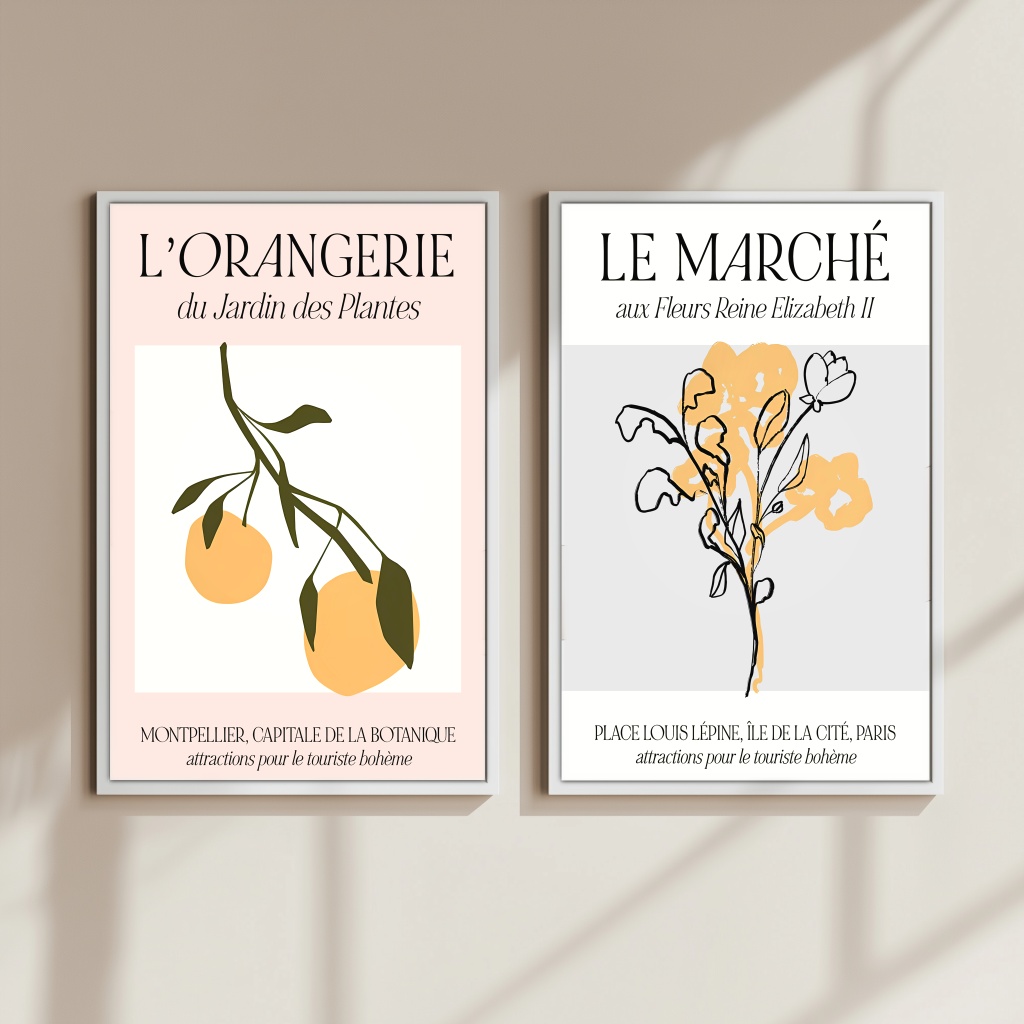 L'ORANGERIE
du Jardin des Plantes
MONTPELLIER, CAPITALE DE LA BOTANIQUE
attractions pour le touriste bohème
LE MARCHÉ
aux Fleurs Reine Elizabeth II
PLACE LOUIS LÉPINE, ÎLE DE LA CITÉ, PARIS
attractions pour le touriste bohème